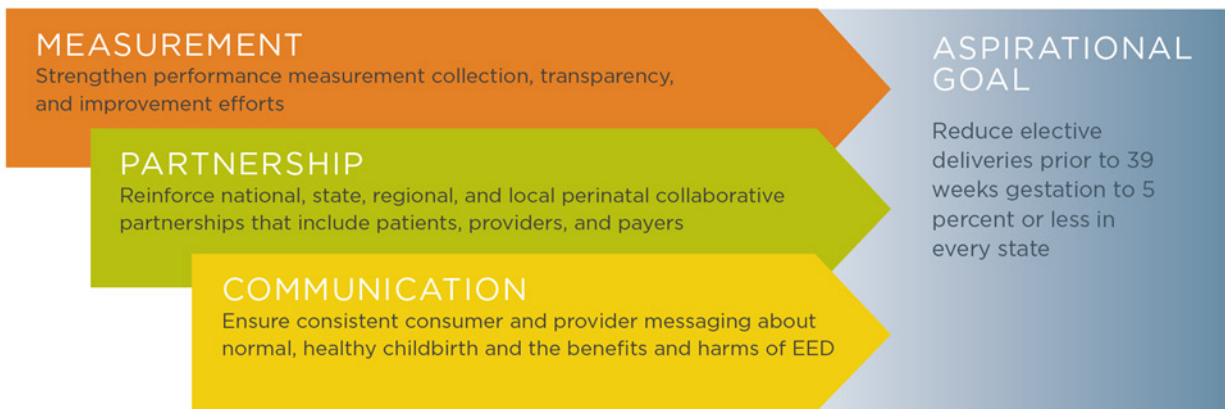 MEASUREMENT
Strengthen performance measurement collection, transparency,
and improvement efforts
PARTNERSHIP
Reinforce national, state, regional, and local perinatal collaborative
partnerships that include patients, providers, and payers
COMMUNICATION
Ensure consistent consumer and provider messaging about
normal, healthy childbirth and the benefits and harms of EED
ASPIRATIONAL
GOAL
Reduce elective
deliveries prior to 39
weeks gestation to 5
percent or less in
every state